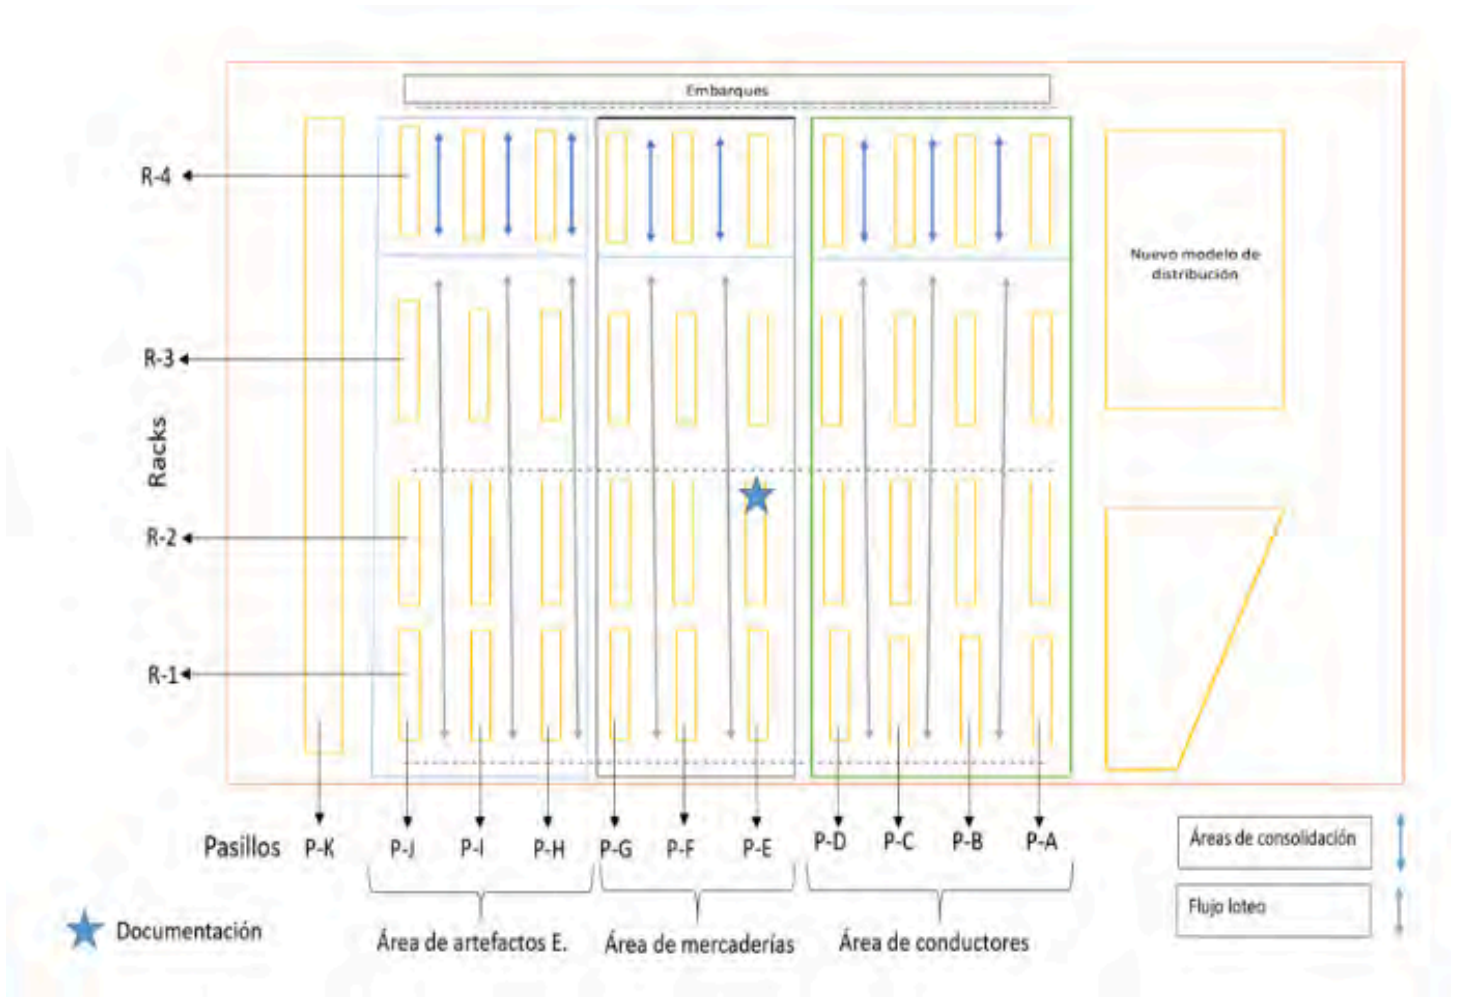 Embarques
R-4
Nuevo modelo de
distribución
R-3
Racks
R-2
R-1
Pasillos P-K P-J P-I P-H P-G P-F P-E P-D P-C P-B P-A
Áreas de consolidación
Flujo loteo
Documentación
Área de artefactos E. Área de mercaderías Área de conductores